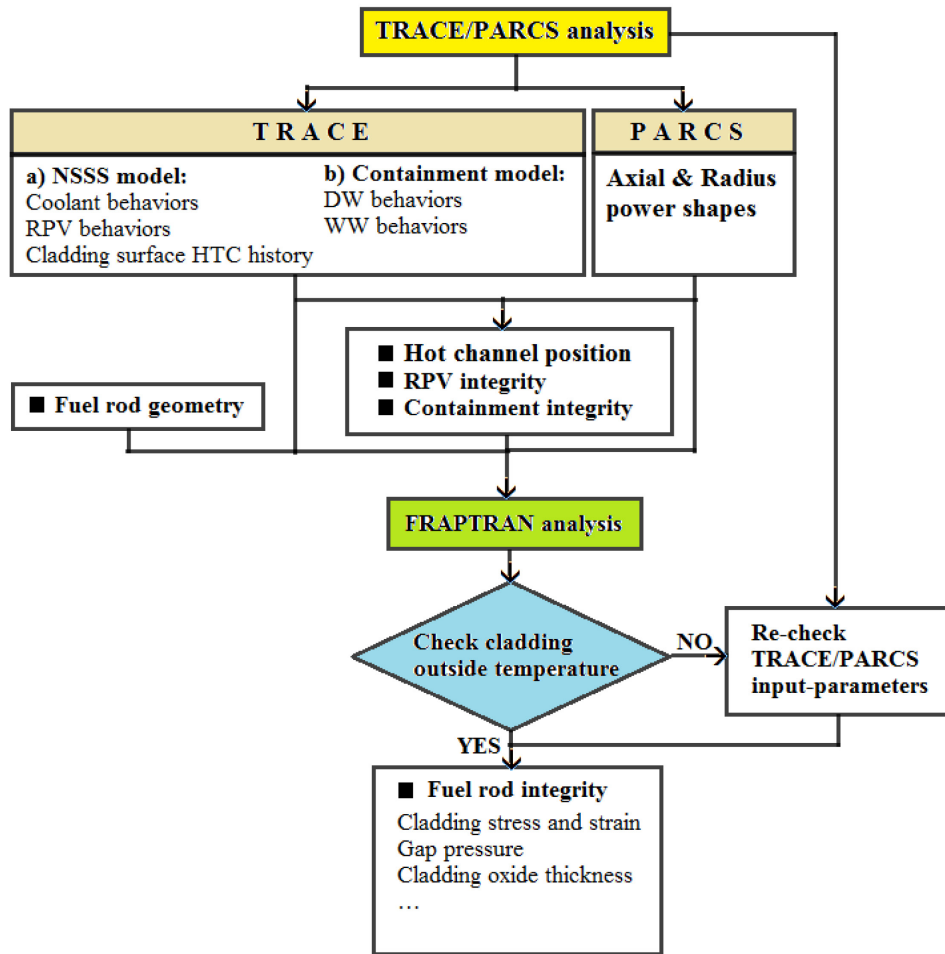 TRACE/PARCS analysis
T R A C E
P A R C S
a) NSSS model:
Coolant behaviors
RPV behaviors
Cladding surface HTC history
b) Containment model:
DW behaviors
WW behaviors
Axial & Radius
power shapes
■ Hot channel position
■ RPV integrity
■ Containment integrity
■ Fuel rod geometry
FRAPTRAN analysis
Check cladding
outside temperature
NO
Re-check
TRACE/PARCS
input-parameters
YES
■ Fuel rod integrity
Cladding stress and strain
Gap pressure
Cladding oxide thickness
…